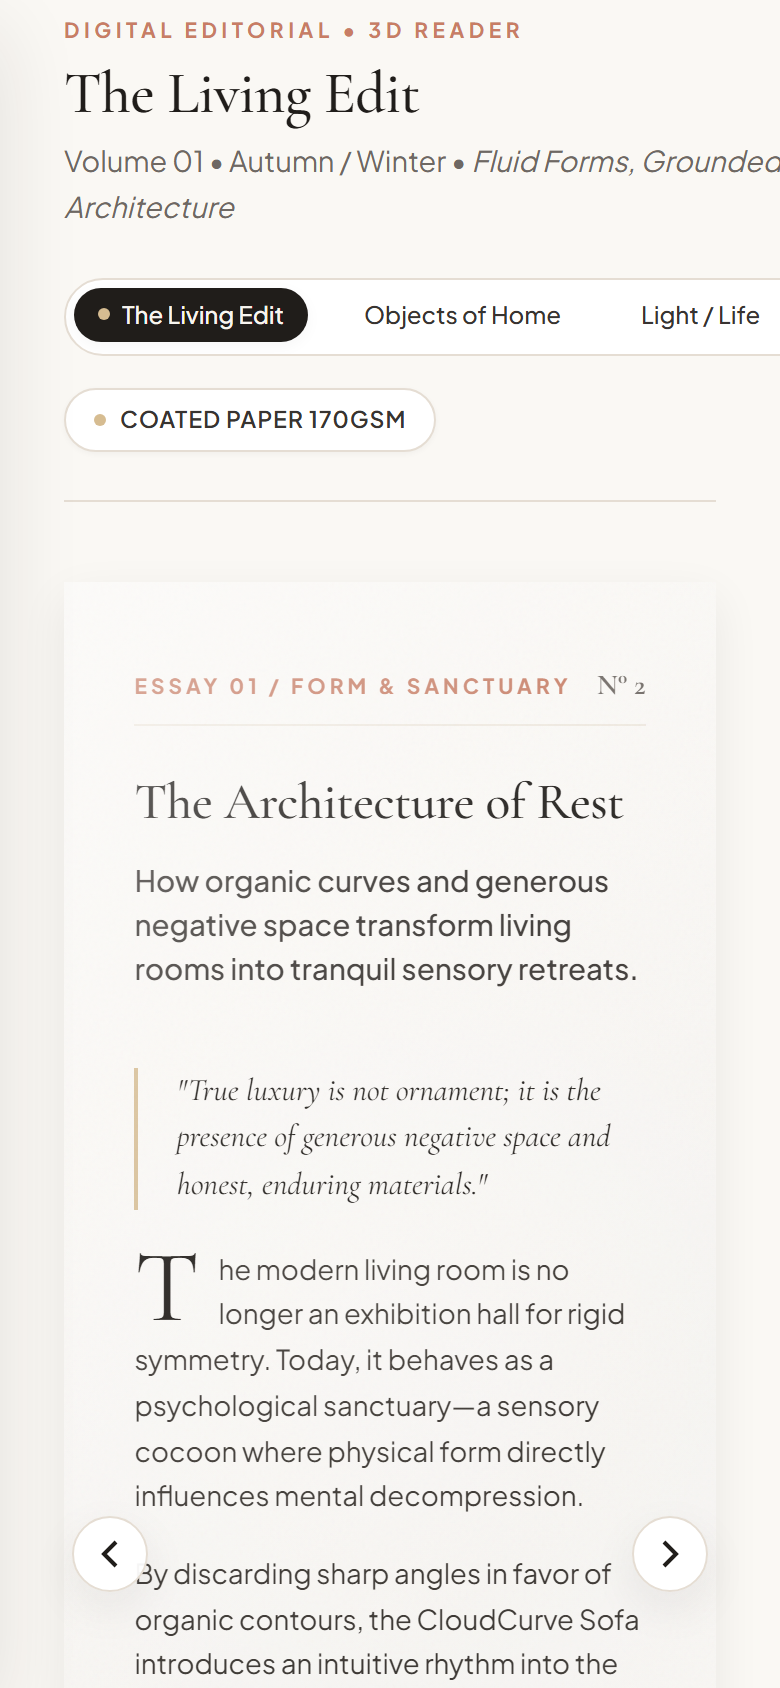 DIGITAL EDITORIAL • 3D READER
The Living Edit
Volume 01 • Autumn / Winter • Fluid Forms, Grounded
Architecture
The Living Edit
Objects of Home
Light / Life
COATED PAPER 170GSM
ESSAY 01 / FORM & SANCTUARY Nº 2
The Architecture of Rest
How organic curves and generous
negative space transform living
rooms into tranquil sensory retreats.
"True luxury is not ornament; it is the
presence of generous negative space and
honest, enduring materials."
The modern living room is no
longer an exhibition hall for rigid
symmetry. Today, it behaves as a
psychological sanctuary—a sensory
cocoon where physical form directly
influences mental decompression.
By discarding sharp angles in favor of
organic contours, the CloudCurve Sofa
introduces an intuitive rhythm into the